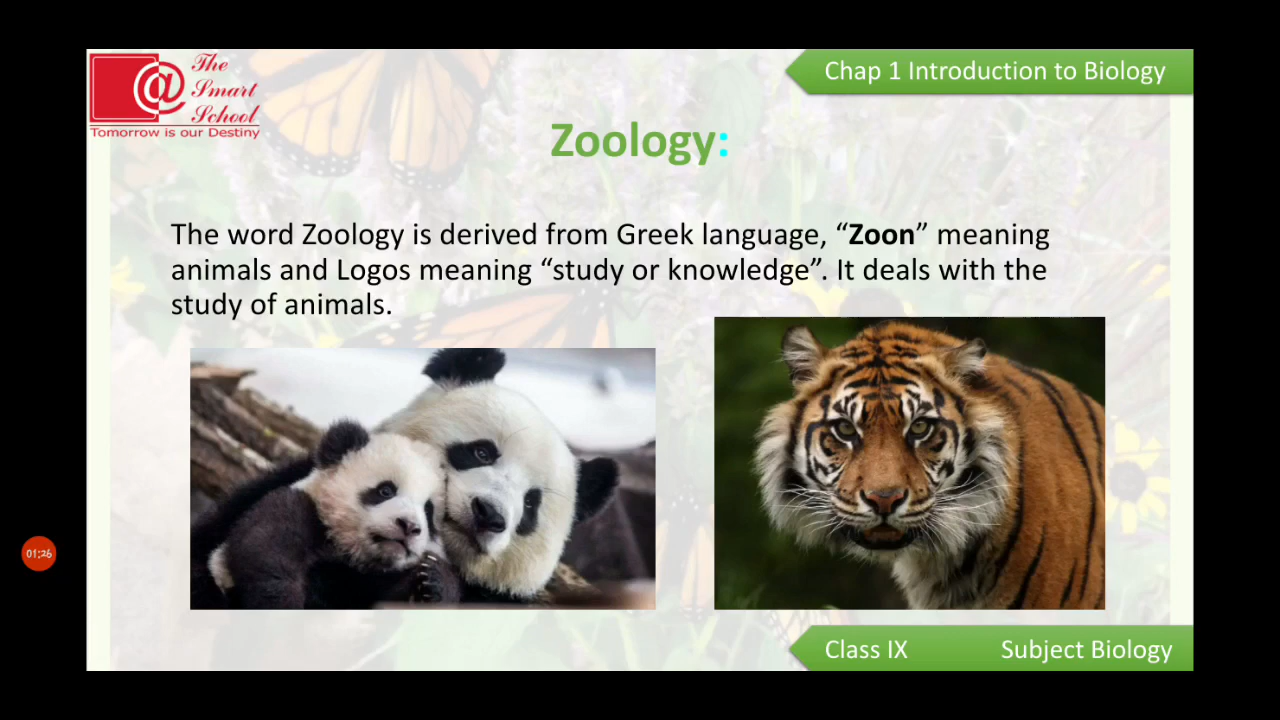 The
Smart
School
Tomorrow is our Destiny
Chap 1 Introduction to Biology
Zoology:
The word Zoology is derived from Greek language, “Zoon” meaning
animals and Logos meaning “study or knowledge”. It deals with the
study of animals.
01:26
Class IX Subject Biology